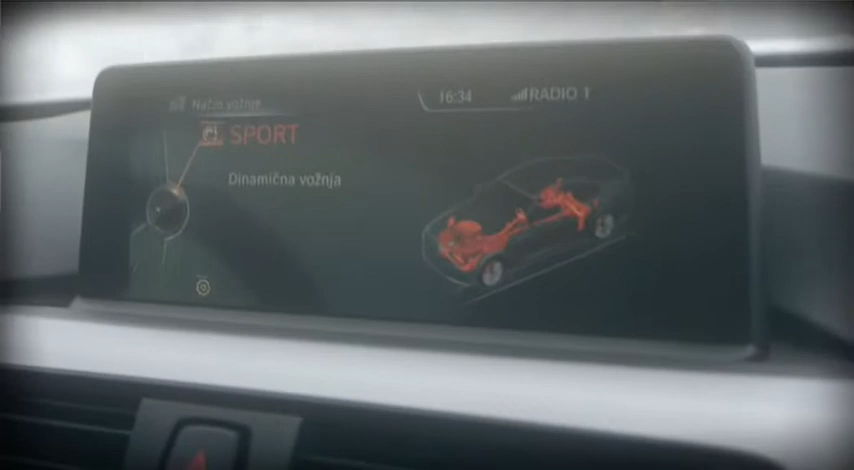 Način vožnje
16:34
RADIO 1
SPORT
Dinamična vožnja